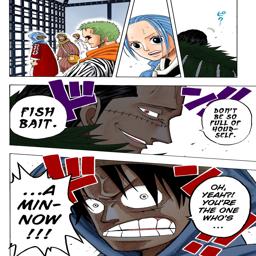 DON'T
BE SO
FULL OF
YOUR-
SELF.
FISH
BAIT.
OH,
YEAH?!
YOU'RE
THE ONE
WHO'S
...
...A
MIN-
NOW
!!!